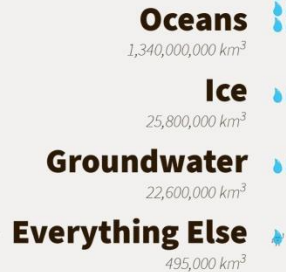 Oceans
1,340,000,000 km³
Ice
25,800,000 km³
Groundwater
22,600,000 km³
Everything Else
495,000 km³